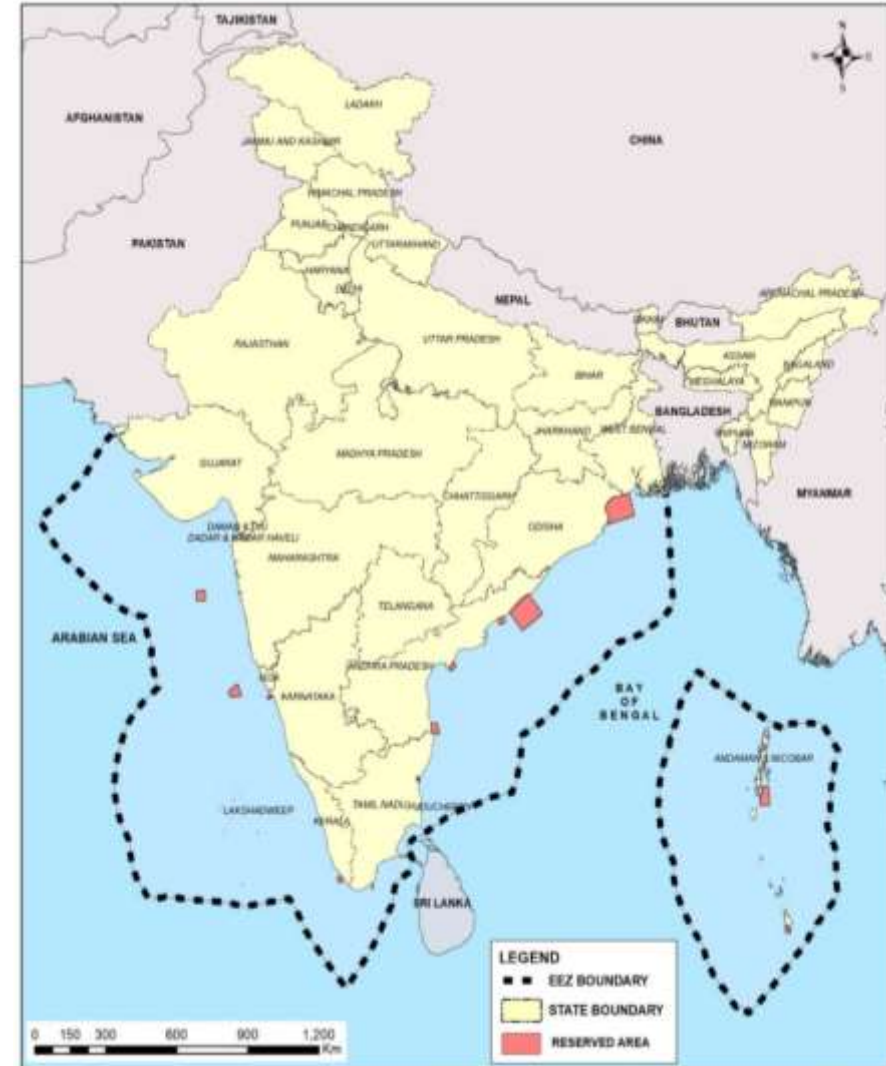 TAJIKISTAN
N
W E
S
AFGHANISTAN
LADAKH
CHINA
JAMMU AND KASHMIR
HIMACHAL PRADESH
PUNJAB
CHANDIGARH
PAKISTAN
UTTARAKHAND
HARYANA
DELHI
NEPAL
ARUNACHAL PRADESH
SIKKIM
BHUTAN
RAJASTHAN
UTTAR PRADESH
ASSAM
NAGALAND
BIHAR
MEGHALAYA
MANIPUR
BANGLADESH
JHARKHAND
WEST BENGAL
TRIPURA
MIZORAM
GUJARAT
MADHYA PRADESH
CHHATTISGARH
MYANMAR
ODISHA
DAMAN & DIU
DADAR & NAGAR HAVELI
MAHARASHTRA
TELANGANA
ARABIAN SEA
ANDHRA PRADESH
GOA
KARNATAKA
BAY
OF
BENGAL
ANDAMAN & NICOBAR
LAKSHADWEEP
TAMIL NADU
KERALA
SRI LANKA
LEGEND
EEZ BOUNDARY
STATE BOUNDARY
RESERVED AREA
0 150 300 600 900 1,200
Km